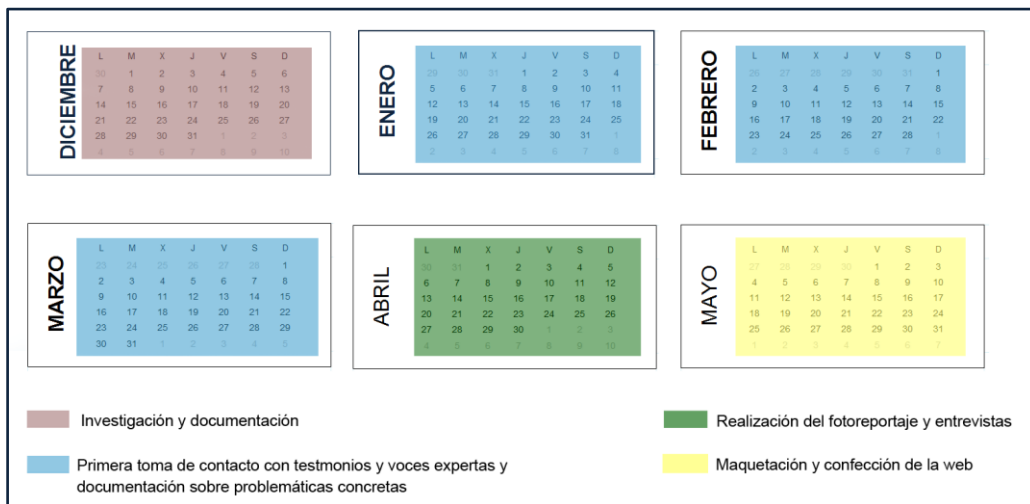 DICIEMBRE
L M X J V S D
30 1 2 3 4 5 6
7 8 9 10 11 12 13
14 15 16 17 18 19 20
21 22 23 24 25 26 27
28 29 30 31 1 2 3
4 5 6 7 8 9 10
ENERO
L M X J V S D
29 30 31 1 2 3 4
5 6 7 8 9 10 11
12 13 14 15 16 17 18
19 20 21 22 23 24 25
26 27 28 29 30 31 1
2 3 4 5 6 7 8
FEBRERO
L M X J V S D
26 27 28 29 30 31 1
2 3 4 5 6 7 8
9 10 11 12 13 14 15
16 17 18 19 20 21 22
23 24 25 26 27 28 1
2 3 4 5 6 7 8
MARZO
L M X J V S D
23 24 25 26 27 28 1
2 3 4 5 6 7 8
9 10 11 12 13 14 15
16 17 18 19 20 21 22
23 24 25 26 27 28 29
30 31 1 2 3 4 5
ABRIL
L M X J V S D
30 31 1 2 3 4 5
6 7 8 9 10 11 12
13 14 15 16 17 18 19
20 21 22 23 24 25 26
27 28 29 30 1 2 3
4 5 6 7 8 9 10
MAYO
L M X J V S D
27 28 29 30 1 2 3
4 5 6 7 8 9 10
11 12 13 14 15 16 17
18 19 20 21 22 23 24
25 26 27 28 29 30 31
1 2 3 4 5 6 7
Investigación y documentación
Primera toma de contacto con testmonios y voces expertas y
documentación sobre problemáticas concretas
Realización del fotoreportaje y entrevistas
Maquetación y confección de la web